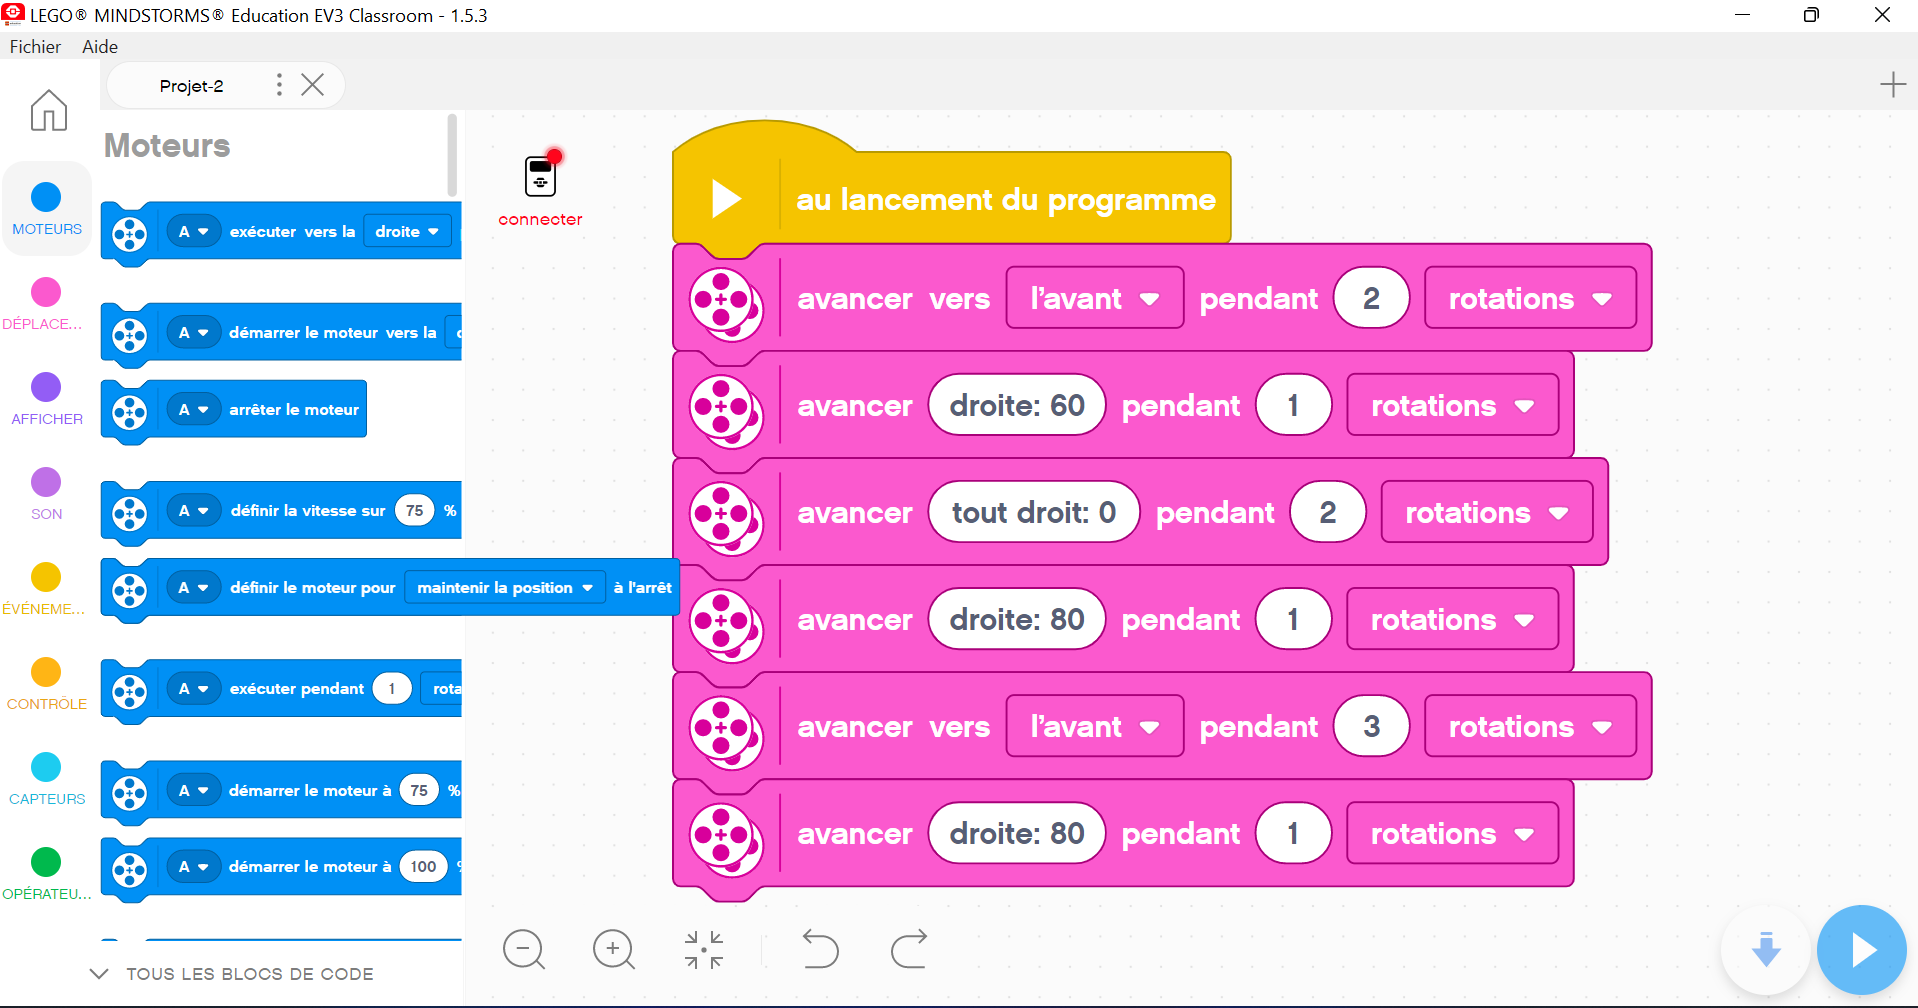 LEGO® MINDSTORMS® Education EV3 Classroom - 1.5.3
Fichier Aide
Projet-2
Moteurs
MOTEURS
DÉPLACE...
AFFICHER
SON
ÉVÉNEME...
CONTRÔLE
CAPTEURS
OPÉRATEU...
A exécuter vers la droite
A démarrer le moteur vers la
A arrêter le moteur
A définir la vitesse sur 75 %
A définir le moteur pour maintenir la position à l'arrêt
A exécuter pendant 1 rota
A démarrer le moteur à 75 %
A démarrer le moteur à 100
TOUS LES BLOCS DE CODE
connecter
au lancement du programme
avancer vers l'avant pendant 2 rotations
avancer droite: 60 pendant 1 rotations
avancer tout droit: 0 pendant 2 rotations
avancer droite: 80 pendant 1 rotations
avancer vers l'avant pendant 3 rotations
avancer droite: 80 pendant 1 rotations